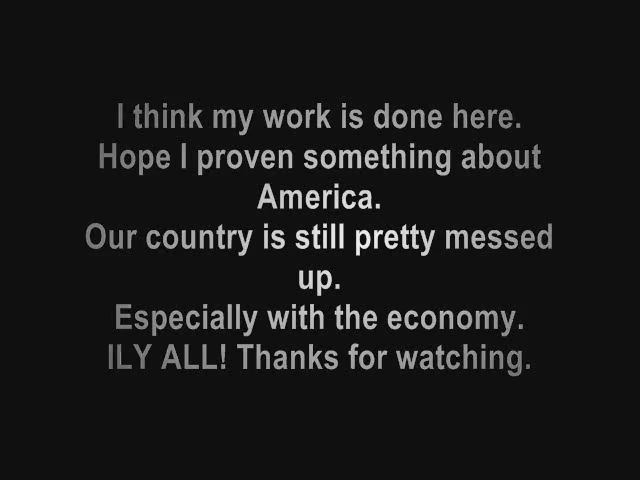 I think my work is done here.
Hope I proven something about
America.
Our country is still pretty messed
up.
Especially with the economy.
ILY ALL! Thanks for watching.